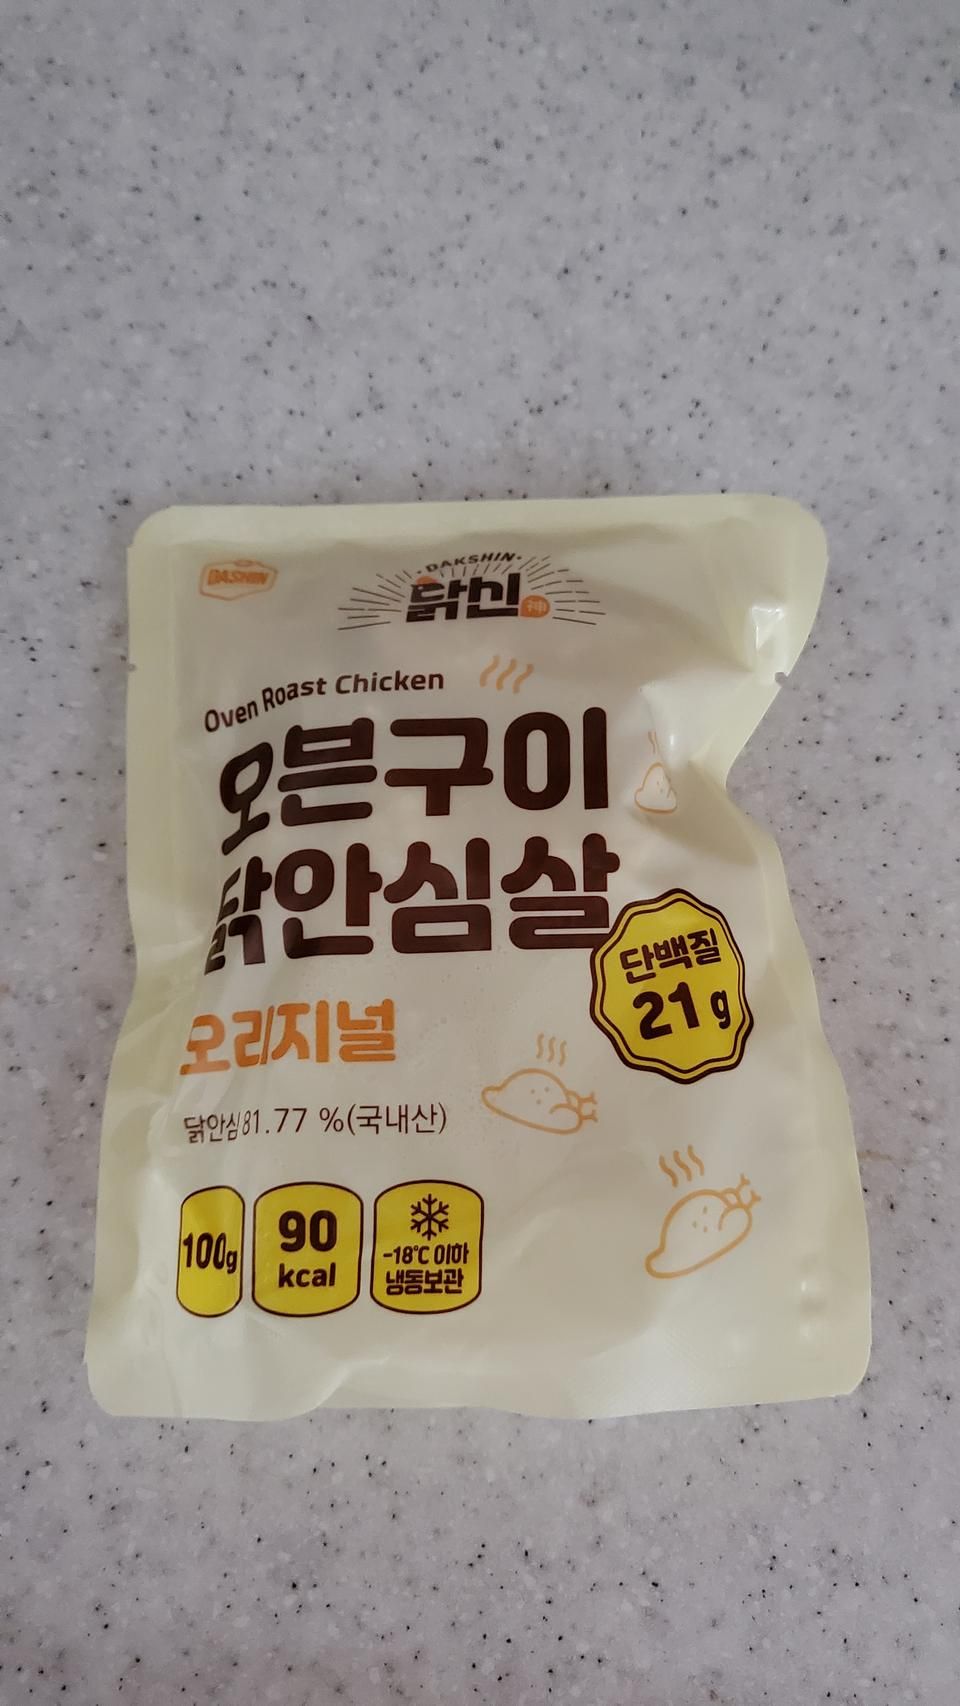 DASHIN
DAKSHIN
닭신 神
Oven Roast Chicken
오븐구이
닭안심살
단백질
21 g
오리지널
닭안심81.77 %(국내산)
100g
90
kcal
-18℃ 이하
냉동보관